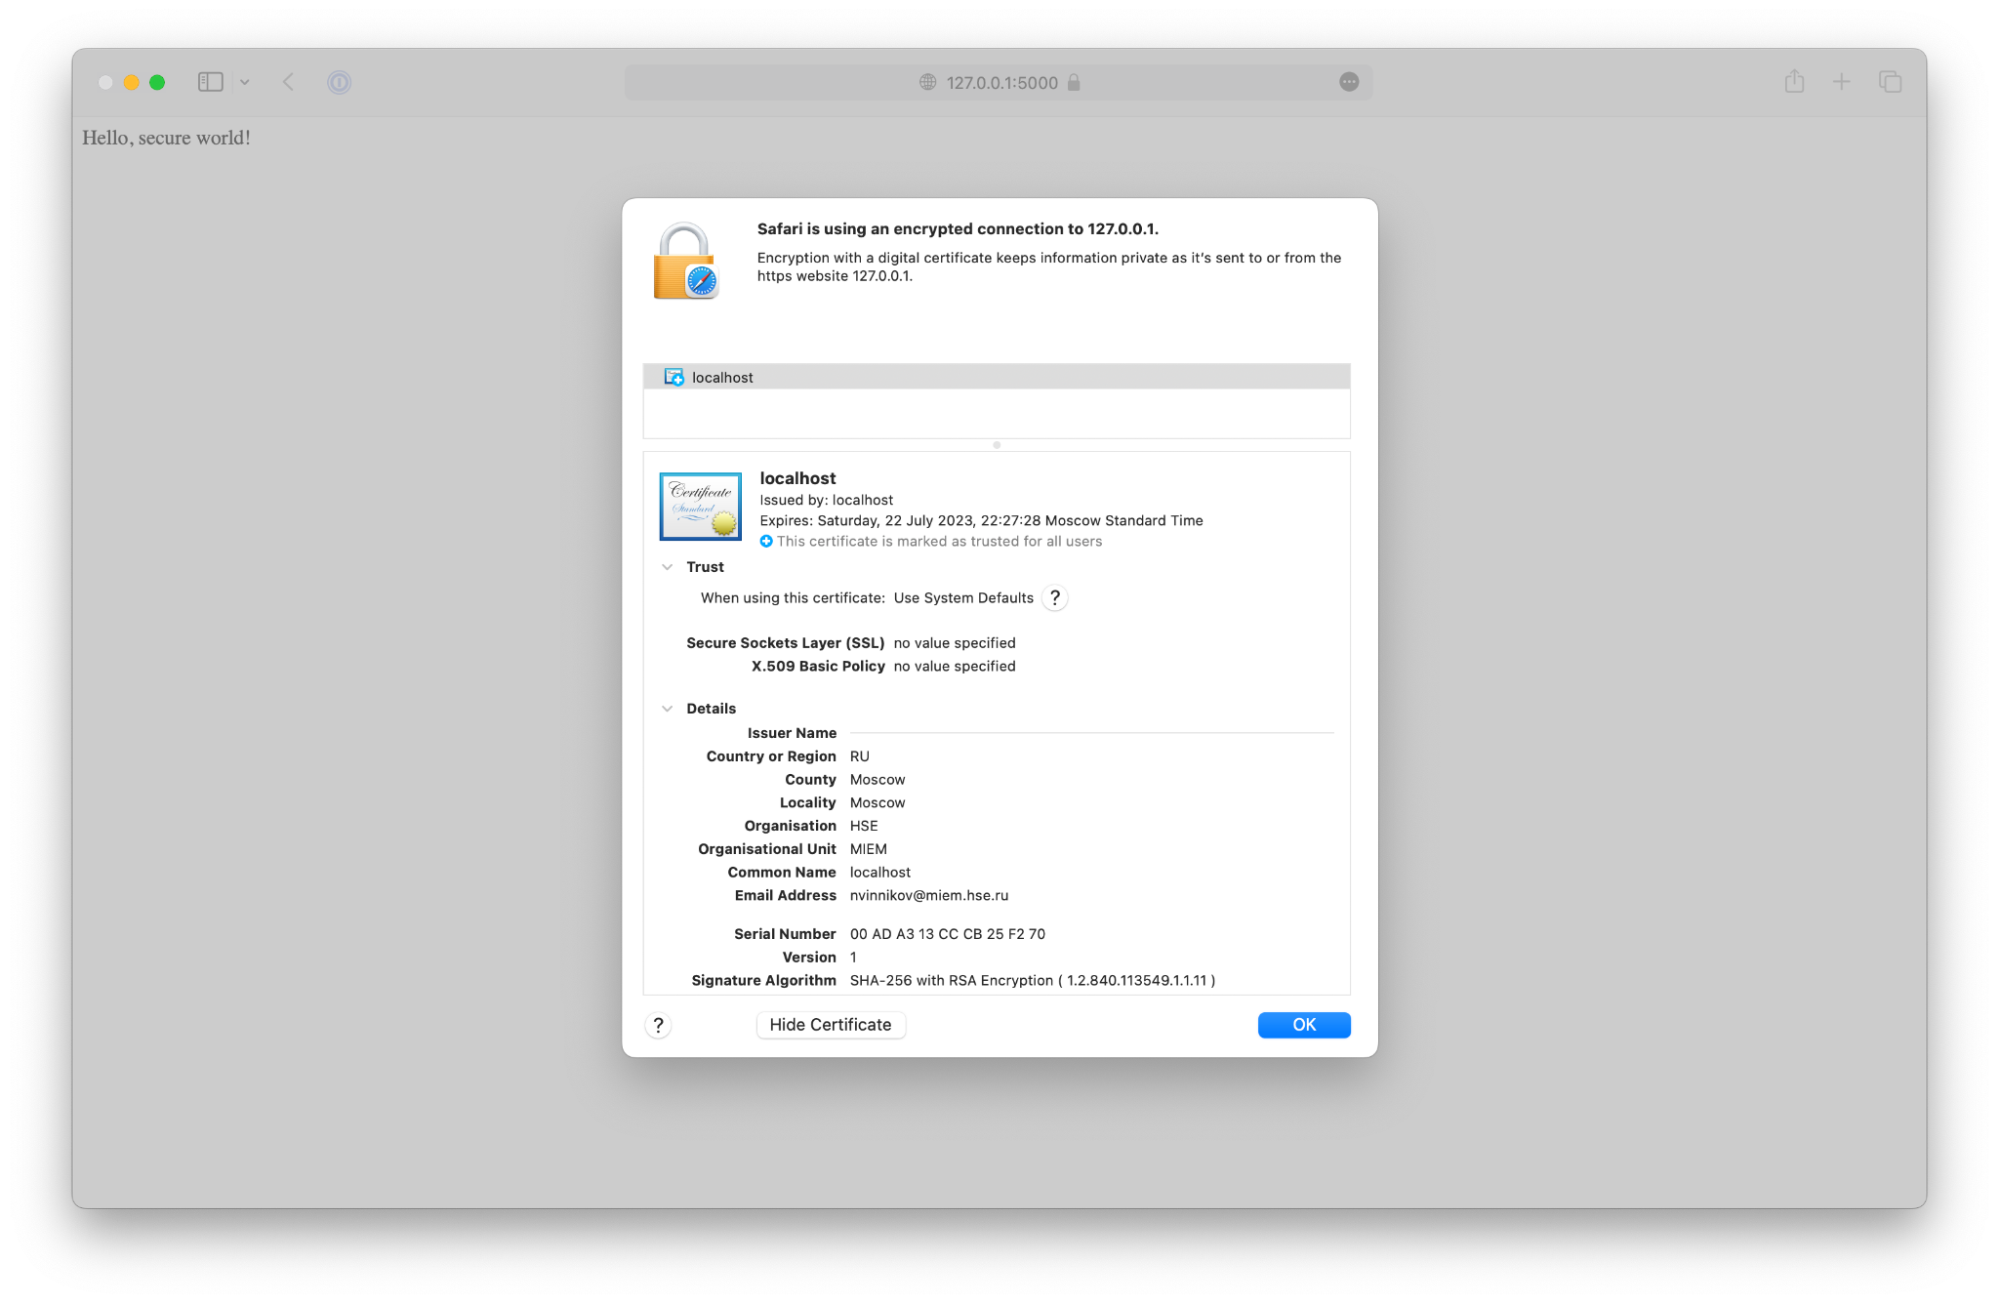 127.0.0.1:5000
Hello, secure world!
Safari is using an encrypted connection to 127.0.0.1.
Encryption with a digital certificate keeps information private as it's sent to or from the
https website 127.0.0.1.
localhost
Certificate
Standard
localhost
Issued by: localhost
Expires: Saturday, 22 July 2023, 22:27:28 Moscow Standard Time
This certificate is marked as trusted for all users
Trust
When using this certificate: Use System Defaults ?
Secure Sockets Layer (SSL) no value specified
X.509 Basic Policy no value specified
Details
Issuer Name
Country or Region RU
County Moscow
Locality Moscow
Organisation HSE
Organisational Unit MIEM
Common Name localhost
Email Address nvinnikov@miem.hse.ru
Serial Number 00 AD A3 13 CC CB 25 F2 70
Version 1
Signature Algorithm SHA-256 with RSA Encryption ( 1.2.840.113549.1.1.11 )
? Hide Certificate OK